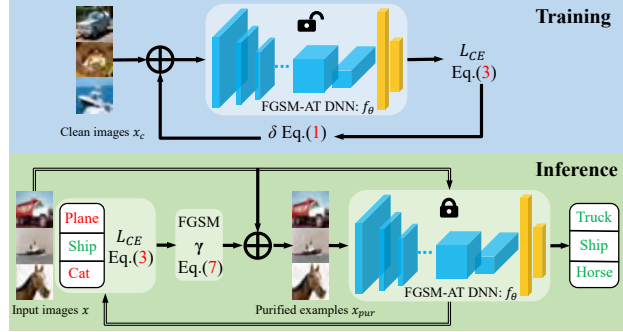 Training
L_CE
Eq.(3)
FGSM-AT DNN: f_θ
Clean images x_c
δ Eq.(1)
Inference
Plane
Ship
Cat
L_CE
Eq.(3)
FGSM
γ
Eq.(7)
Truck
Ship
Horse
FGSM-AT DNN: f_θ
Input images x
Purified examples x_pur